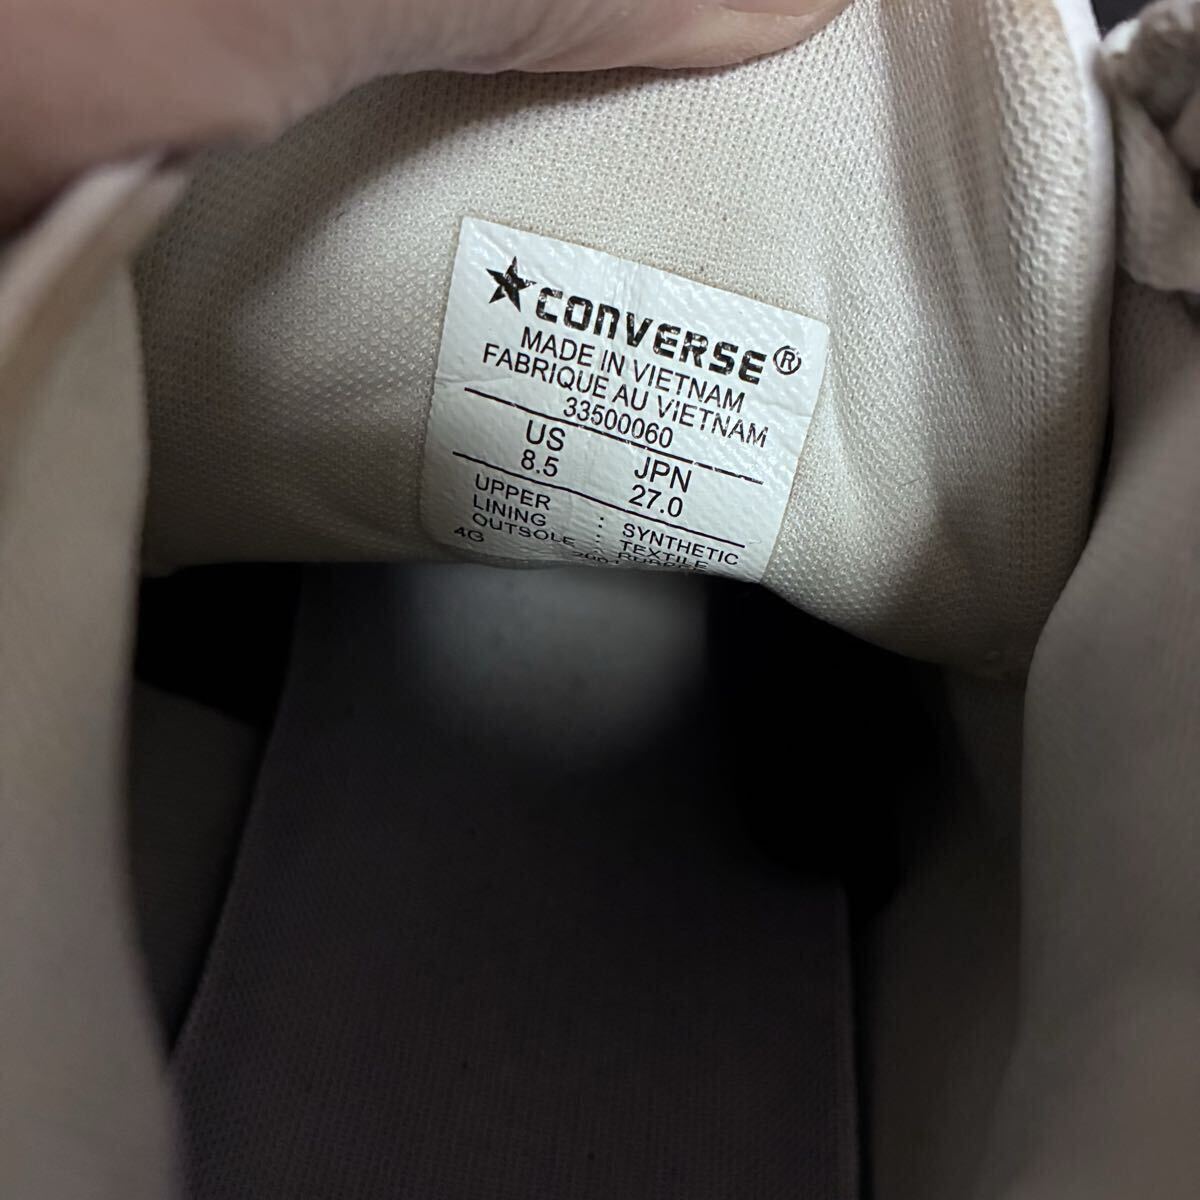 ★CONVERSE®
MADE IN VIETNAM
FABRIQUE AU VIETNAM
33500060
US JPN
8.5 27.0
UPPER : SYNTHETIC
LINING : TEXTILE
OUTSOLE : RUBBER
4G